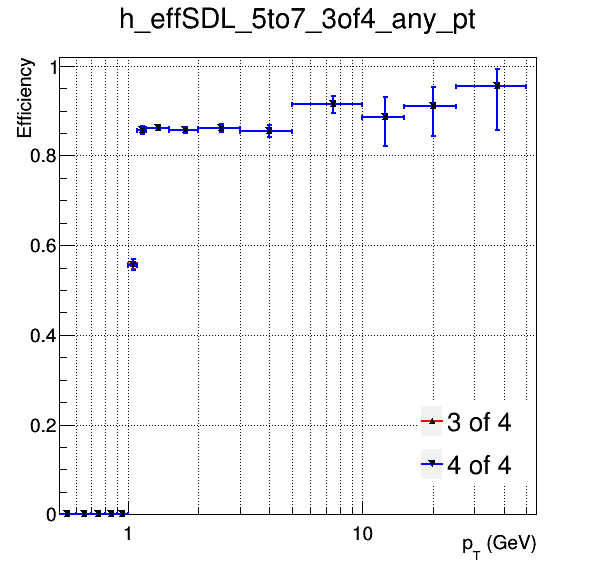 h_effSDL_5to7_3of4_any_pt
Efficiency
1
0.8
0.6
0.4
0.2
0
3 of 4
4 of 4
1
10
p_T (GeV)